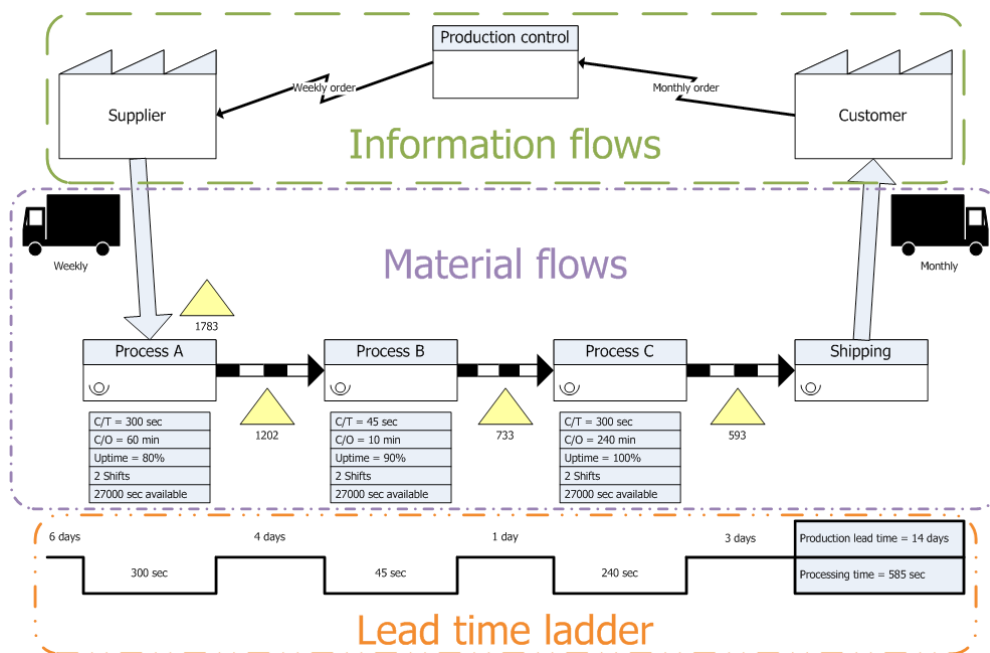 Production control
Weekly order
Monthly order
Supplier
Customer
Information flows
Weekly
Material flows
Monthly
1783
Process A
Process B
Process C
Shipping
1202
733
593
C/T = 300 sec
C/O = 60 min
Uptime = 80%
2 Shifts
27000 sec available
C/T = 45 sec
C/O = 10 min
Uptime = 90%
2 Shifts
27000 sec available
C/T = 300 sec
C/O = 240 min
Uptime = 100%
2 Shifts
27000 sec available
6 days
4 days
1 day
3 days
Production lead time = 14 days
300 sec
45 sec
240 sec
Processing time = 585 sec
Lead time ladder